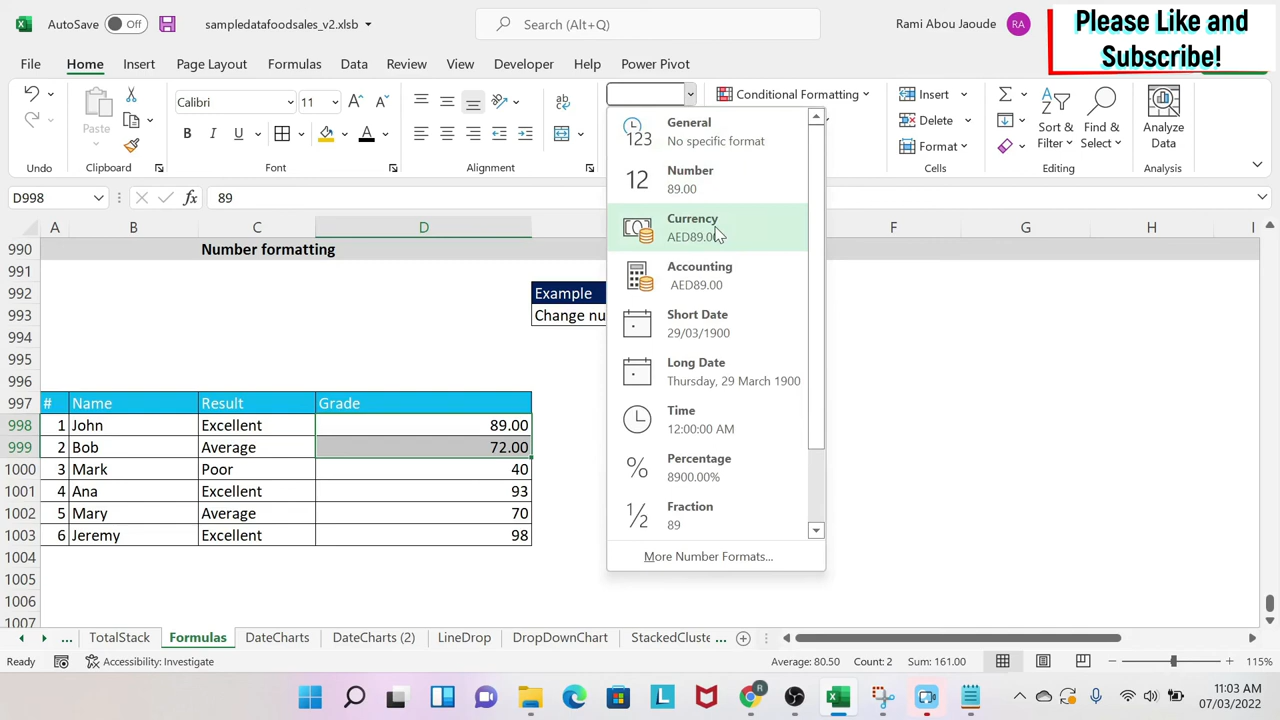 AutoSave Off
sampledatafoodsales_v2.xlsb
Search (Alt+Q)
Rami Abou Jaoude
RA
Please Like and
Subscribe!
File Home Insert Page Layout Formulas Data Review View Developer Help Power Pivot
Calibri 11
Conditional Formatting
Insert
Delete
Format
Paste
B I U
Sort &
Filter
Find &
Select
Analyze
Data
Undo Clipboard Font Alignment Cells Editing Analysis
D998
fx 89
General
No specific format
Number
89.00
Currency
AED89.00
Accounting
AED89.00
Short Date
29/03/1900
Long Date
Thursday, 29 March 1900
Time
12:00:00 AM
Percentage
8900.00%
Fraction
89
More Number Formats...
A B C D F G H I
990 Number formatting
991
992 Example
993 Change nu
994
995
996
997 # Name Result Grade
998 1 John Excellent 89.00
999 2 Bob Average 72.00
1000 3 Mark Poor 40
1001 4 Ana Excellent 93
1002 5 Mary Average 70
1003 6 Jeremy Excellent 98
1004
1005
1006
1007
... TotalStack Formulas DateCharts DateCharts (2) LineDrop DropDownChart StackedCluste ...
Ready Accessibility: Investigate Average: 80.50 Count: 2 Sum: 161.00 115%
11:03 AM
07/03/2022